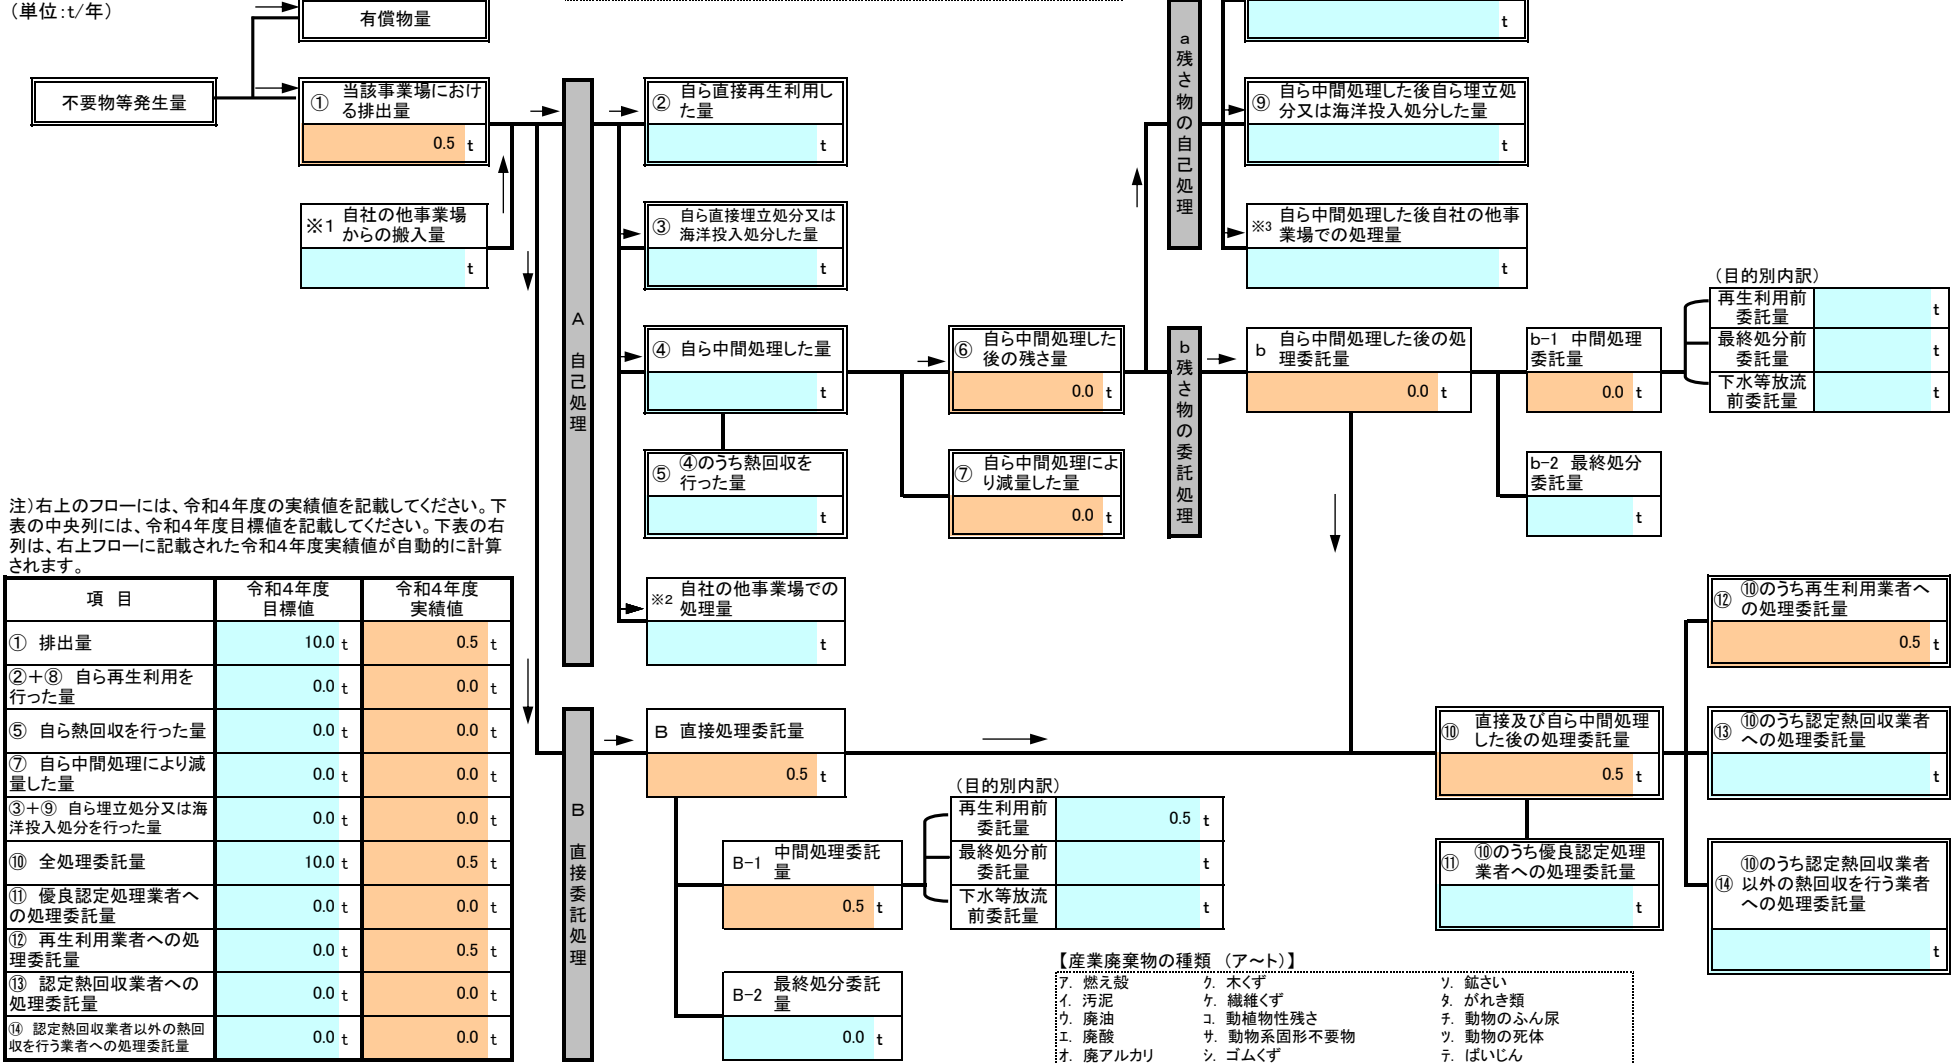 （単位：t/年）
有償物量
不要物等発生量
① 当該事業場におけ
る排出量
0.5 t
※1 自社の他事業場
からの搬入量
t
A 自己処理
② 自ら直接再生利用し
た量
t
③ 自ら直接埋立処分又は
海洋投入処分した量
t
④ 自ら中間処理した量
t
⑤ ④のうち熱回収を
行った量
t
※2 自社の他事業場での
処理量
t
⑥ 自ら中間処理した
後の残さ量
0.0 t
⑦ 自ら中間処理によ
り減量した量
0.0 t
a 残さ物の自己処理
t
⑨ 自ら中間処理した後自ら埋立処
分又は海洋投入処分した量
t
※3 自ら中間処理した後自社の他事
業場での処理量
t
b 残さ物の委託処理
b 自ら中間処理した後の処
理委託量
0.0 t
b-1 中間処理
委託量
0.0 t
（目的別内訳）
再生利用前
委託量
t
最終処分前
委託量
t
下水等放流
前委託量
t
b-2 最終処分
委託量
t
注）右上のフローには、令和４年度の実績値を記載してください。下
表の中央列には、令和４年度目標値を記載してください。下表の右
列は、右上フローに記載された令和４年度実績値が自動的に計算
されます。
項 目 令和４年度
目標値 令和４年度
実績値
① 排出量 10.0 t 0.5 t
②＋⑧ 自ら再生利用を
行った量 0.0 t 0.0 t
⑤ 自ら熱回収を行った量 0.0 t 0.0 t
⑦ 自ら中間処理により減
量した量 0.0 t 0.0 t
③＋⑨ 自ら埋立処分又は海
洋投入処分を行った量 0.0 t 0.0 t
⑩ 全処理委託量 10.0 t 0.5 t
⑪ 優良認定処理業者へ
の処理委託量 0.0 t 0.0 t
⑫ 再生利用業者への処
理委託量 0.0 t 0.5 t
⑬ 認定熱回収業者への
処理委託量 0.0 t 0.0 t
⑭ 認定熱回収業者以外の熱回
収を行う業者への処理委託量 0.0 t 0.0 t
B 直接委託処理
B 直接処理委託量
0.5 t
B-1 中間処理委託
量
0.5 t
（目的別内訳）
再生利用前
委託量
0.5 t
最終処分前
委託量
t
下水等放流
前委託量
t
B-2 最終処分委託
量
0.0 t
⑩ 直接及び自ら中間処理
した後の処理委託量
0.5 t
⑪ ⑩のうち優良認定処理
業者への処理委託量
t
⑫ ⑩のうち再生利用業者へ
の処理委託量
0.5 t
⑬ ⑩のうち認定熱回収業者
への処理委託量
t
⑭ ⑩のうち認定熱回収業者
以外の熱回収を行う業者
への処理委託量
t
【産業廃棄物の種類 （ア～ト）】
ｱ. 燃え殻 ｸ. 木くず ｿ. 鉱さい
ｲ. 汚泥 ｹ. 繊維くず ﾀ. がれき類
ｳ. 廃油 ｺ. 動植物性残さ ﾁ. 動物のふん尿
ｴ. 廃酸 ｻ. 動物系固形不要物 ﾂ. 動物の死体
ｵ. 廃アルカリ ｼ. ゴムくず ﾃ. ばいじん